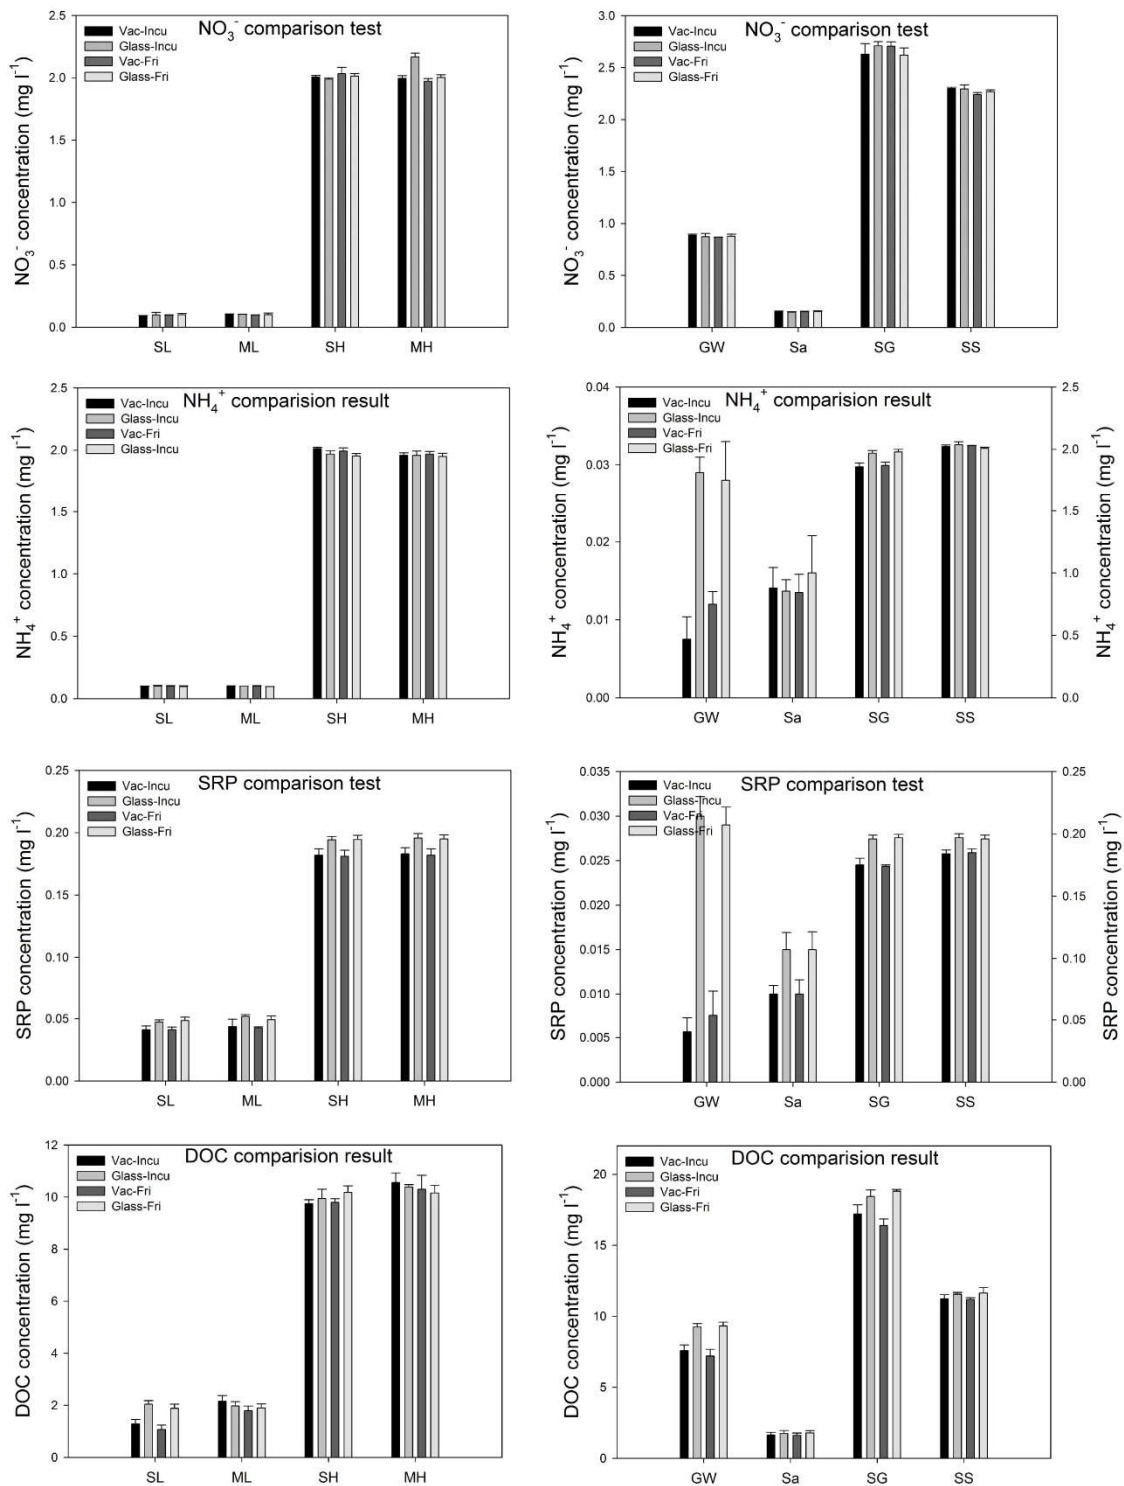 NO₃⁻ comparison test
Vac-Incu
Glass-Incu
Vac-Fri
Glass-Fri
NO₃⁻ concentration (mg l⁻¹)
2.5
2.0
1.5
1.0
0.5
0.0
SL ML SH MH
NO₃⁻ comparison test
Vac-Incu
Glass-Incu
Vac-Fri
Glass-Fri
NO₃⁻ concentration (mg l⁻¹)
3.0
2.5
2.0
1.5
1.0
0.5
0.0
GW Sa SG SS
NH₄⁺ comparision result
Vac-Incu
Glass-Incu
Vac-Fri
Glass-Incu
NH₄⁺ concentration (mg l⁻¹)
2.5
2.0
1.5
1.0
0.5
0.0
SL ML SH MH
NH₄⁺ comparision result
Vac-Incu
Glass-Incu
Vac-Fri
Glass-Fri
NH₄⁺ concentration (mg l⁻¹)
0.04
0.03
0.02
0.01
0.00
2.5
2.0
1.5
1.0
0.5
0.0
NH₄⁺ concentration (mg l⁻¹)
GW Sa SG SS
SRP comparison test
Vac-Incu
Glass-Incu
Vac-Fri
Glass-Fri
SRP concentration (mg l⁻¹)
0.25
0.20
0.15
0.10
0.05
0.00
SL ML SH MH
SRP comparison test
Vac-Incu
Glass-Incu
Vac-Fri
Glass-Fri
SRP concentration (mg l⁻¹)
0.035
0.030
0.025
0.020
0.015
0.010
0.005
0.000
0.25
0.20
0.15
0.10
0.05
0.00
SRP concentration (mg l⁻¹)
GW Sa SG SS
DOC comparision result
Vac-Incu
Glass-Incu
Vac-Fri
Glass-Fri
DOC concentration (mg l⁻¹)
12
10
8
6
4
2
0
SL ML SH MH
DOC comparision result
Vac-Incu
Glass-Incu
Vac-Fri
Glass-Fri
DOC concentration (mg l⁻¹)
20
15
10
5
0
GW Sa SG SS